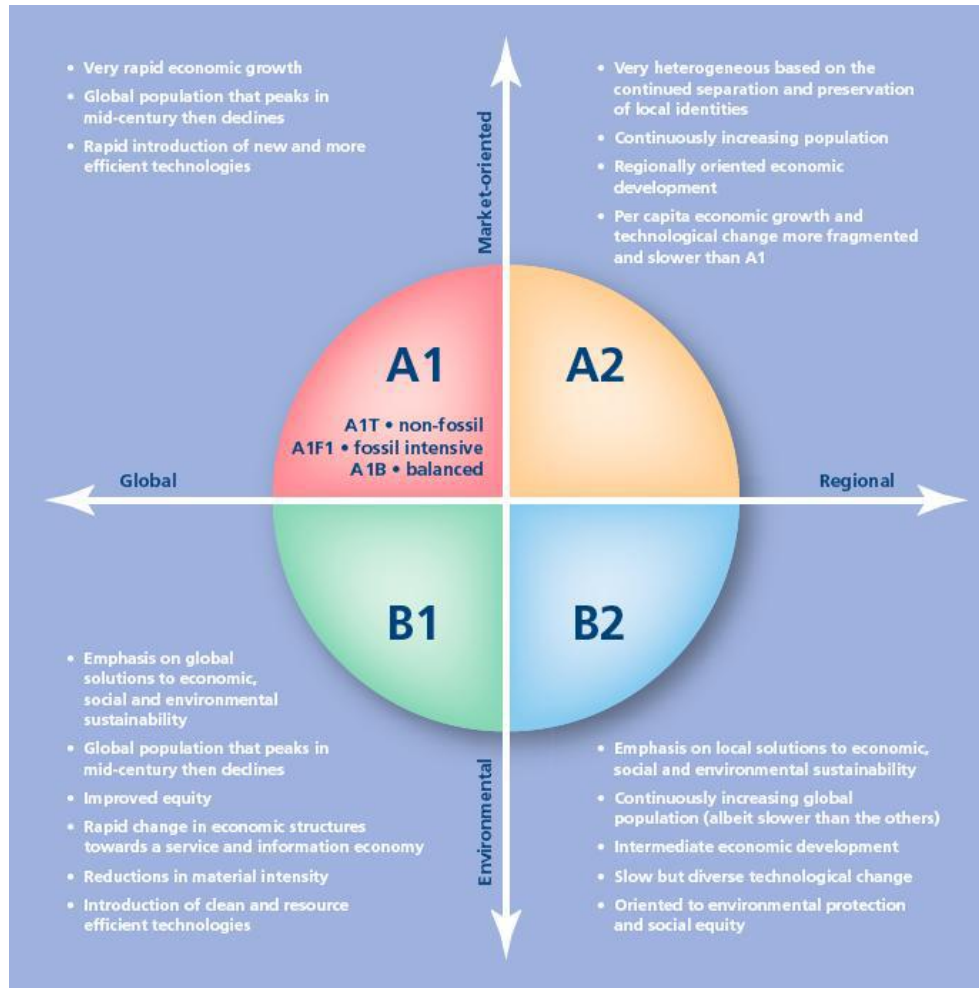 • Very rapid economic growth
• Global population that peaks in
mid-century then declines
• Rapid introduction of new and more
efficient technologies
Market-oriented
• Very heterogeneous based on the
continued separation and preservation
of local identities
• Continuously increasing population
• Regionally oriented economic
development
• Per capita economic growth and
technological change more fragmented
and slower than A1
A1
A1T • non-fossil
A1F1 • fossil intensive
A1B • balanced
A2
Global
Regional
B1
B2
• Emphasis on global
solutions to economic,
social and environmental
sustainability
• Global population that peaks in
mid-century then declines
• Improved equity
• Rapid change in economic structures
towards a service and information economy
• Reductions in material intensity
• Introduction of clean and resource
efficient technologies
Environmental
• Emphasis on local solutions to economic,
social and environmental sustainability
• Continuously increasing global
population (albeit slower than the others)
• Intermediate economic development
• Slow but diverse technological change
• Oriented to environmental protection
and social equity